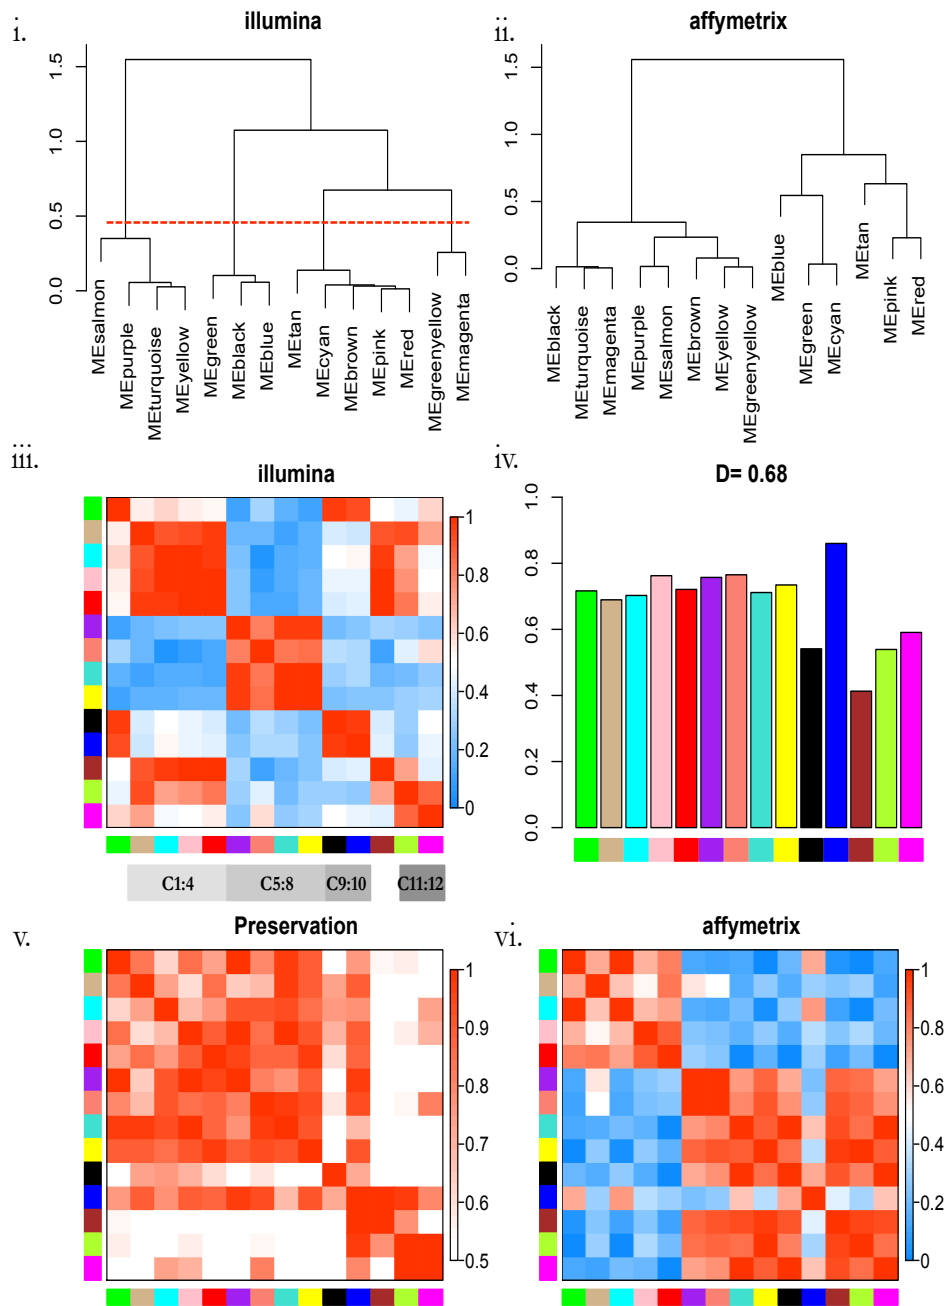 i.
illumina
1.5
1.0
0.5
0.0
MEsalmon
MEpurple
MEturquoise
MEyellow
MEgreen
MEblack
MEblue
MEtan
MEcyan
MEbrown
MEpink
MEred
MEgreenyellow
MEmagenta
ii.
affymetrix
1.5
1.0
0.5
0.0
MEblack
MEturquoise
MEmagenta
MEpurple
MEsalmon
MEbrown
MEyellow
MEgreenyellow
MEblue
MEgreen
MEcyan
MEtan
MEpink
MEred
iii.
illumina
1
0.8
0.6
0.4
0.2
0
C1:4 C5:8 C9:10 C11:12
iv.
D= 0.68
1.0
0.8
0.6
0.4
0.2
0.0
v.
Preservation
1
0.9
0.8
0.7
0.6
0.5
vi.
affymetrix
1
0.8
0.6
0.4
0.2
0